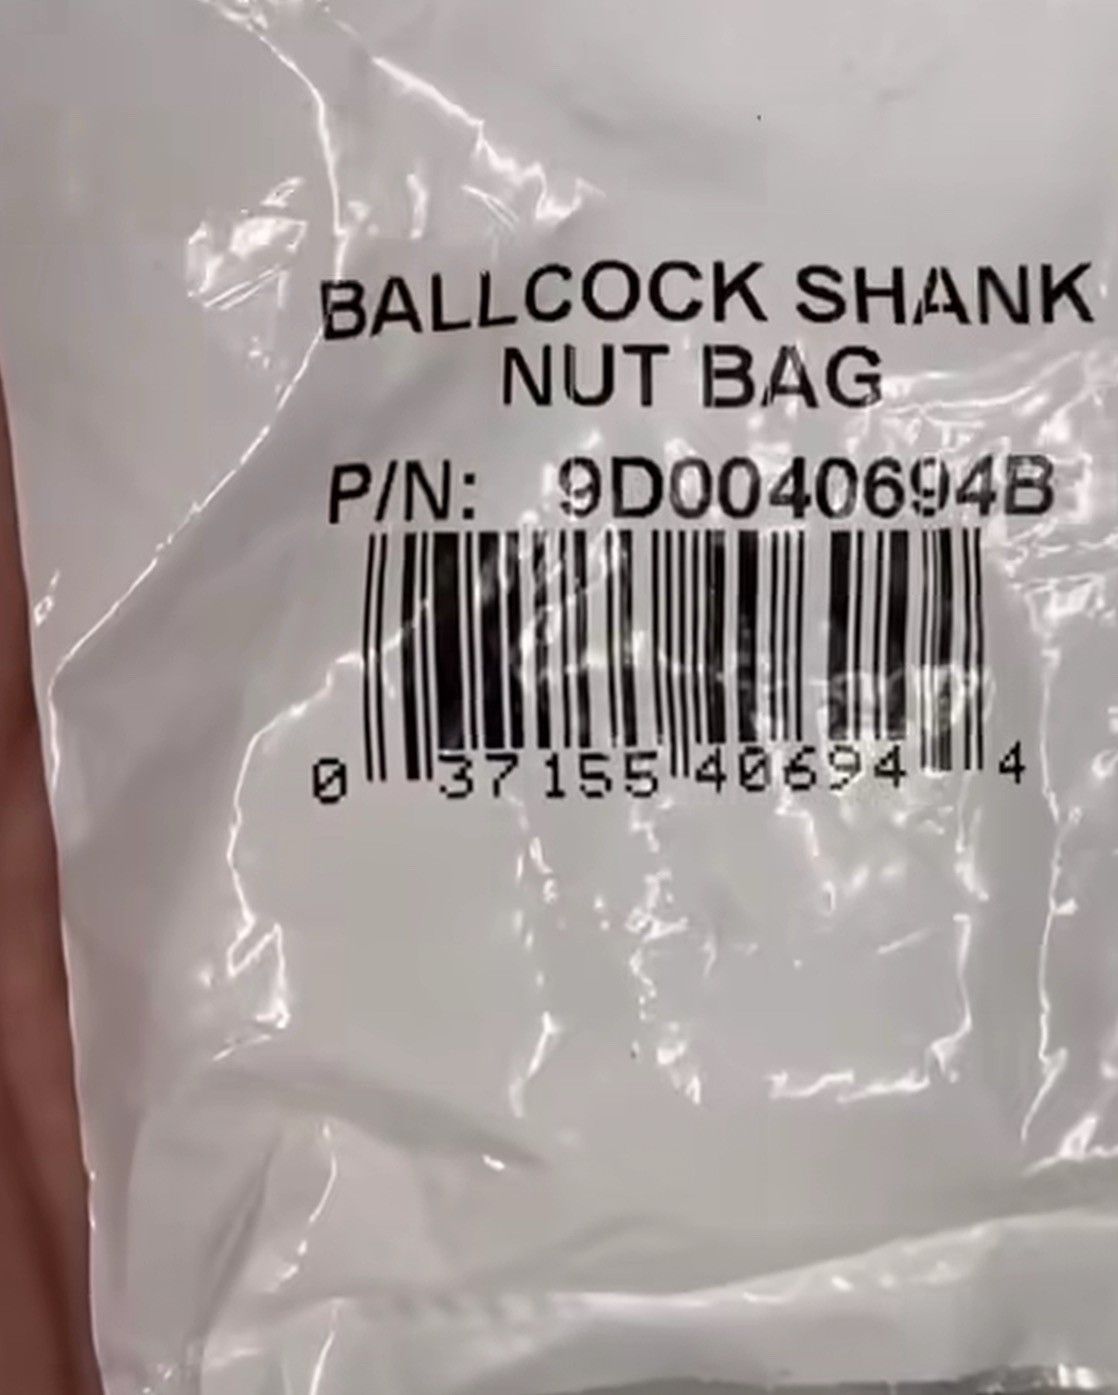 BALLCOCK SHANK
NUT BAG
P/N: 9D0040694B
0 37155 40694 4